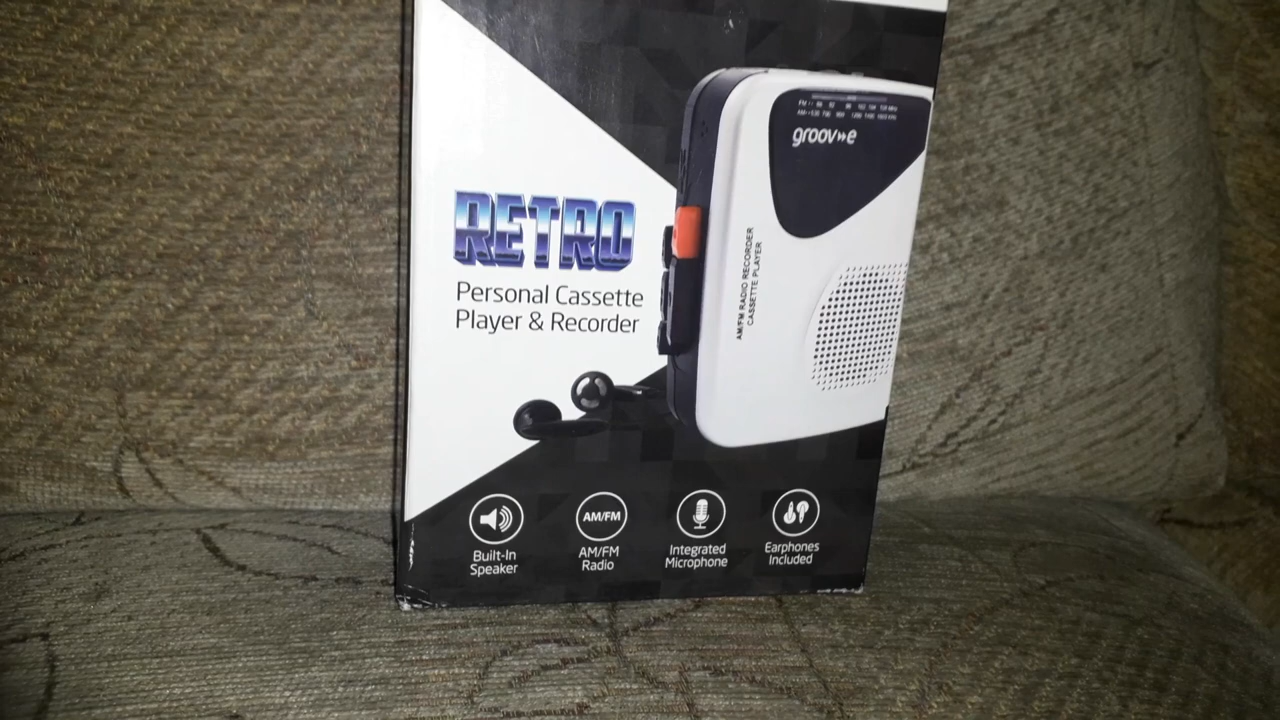 groov»e
RETRO
Personal Cassette
Player & Recorder
AM/FM RADIO RECORDER
CASSETTE PLAYER
AM/FM
Built-In
Speaker
AM/FM
Radio
Integrated
Microphone
Earphones
Included